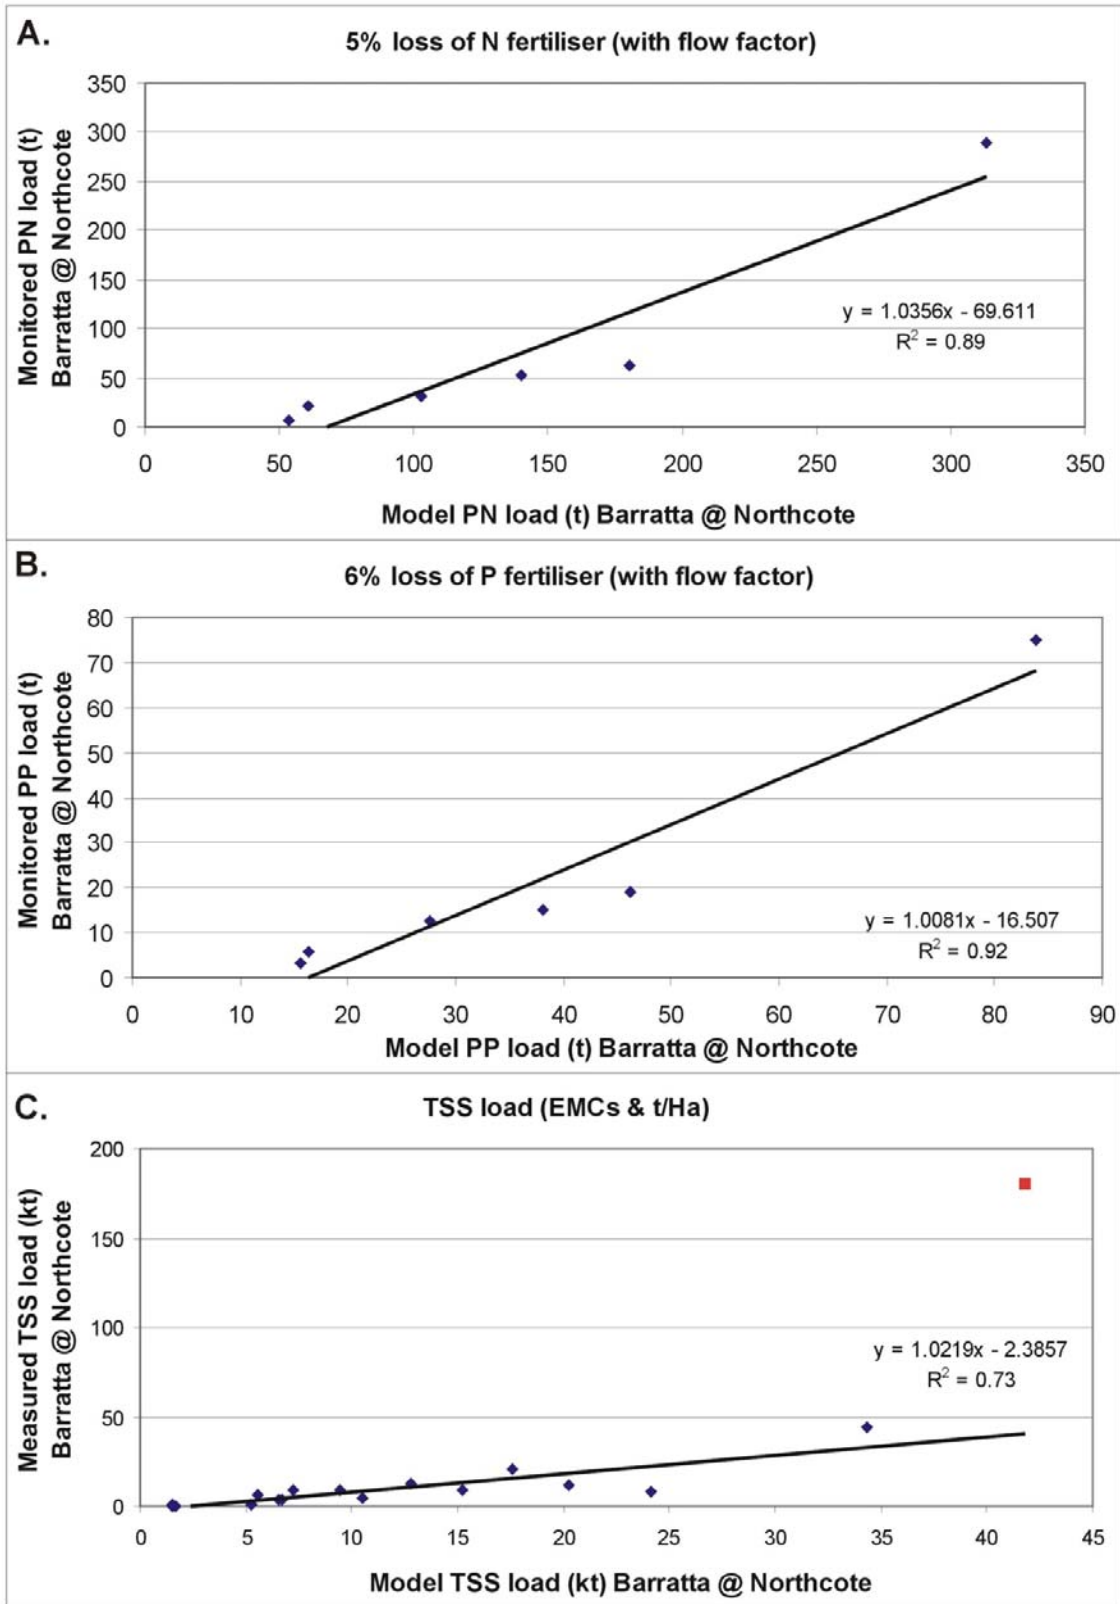 A.
5% loss of N fertiliser (with flow factor)
Monitored PN load (t)
Barratta @ Northcote
350
300
250
200
150
100
50
0
y = 1.0356x - 69.611
R² = 0.89
0 50 100 150 200 250 300 350
Model PN load (t) Barratta @ Northcote
B.
6% loss of P fertiliser (with flow factor)
Monitored PP load (t)
Barratta @ Northcote
80
70
60
50
40
30
20
10
0
y = 1.0081x - 16.507
R² = 0.92
0 10 20 30 40 50 60 70 80 90
Model PP load (t) Barratta @ Northcote
C.
TSS load (EMCs & t/Ha)
Measured TSS load (kt)
Barratta @ Northcote
200
150
100
50
0
y = 1.0219x - 2.3857
R² = 0.73
0 5 10 15 20 25 30 35 40 45
Model TSS load (kt) Barratta @ Northcote